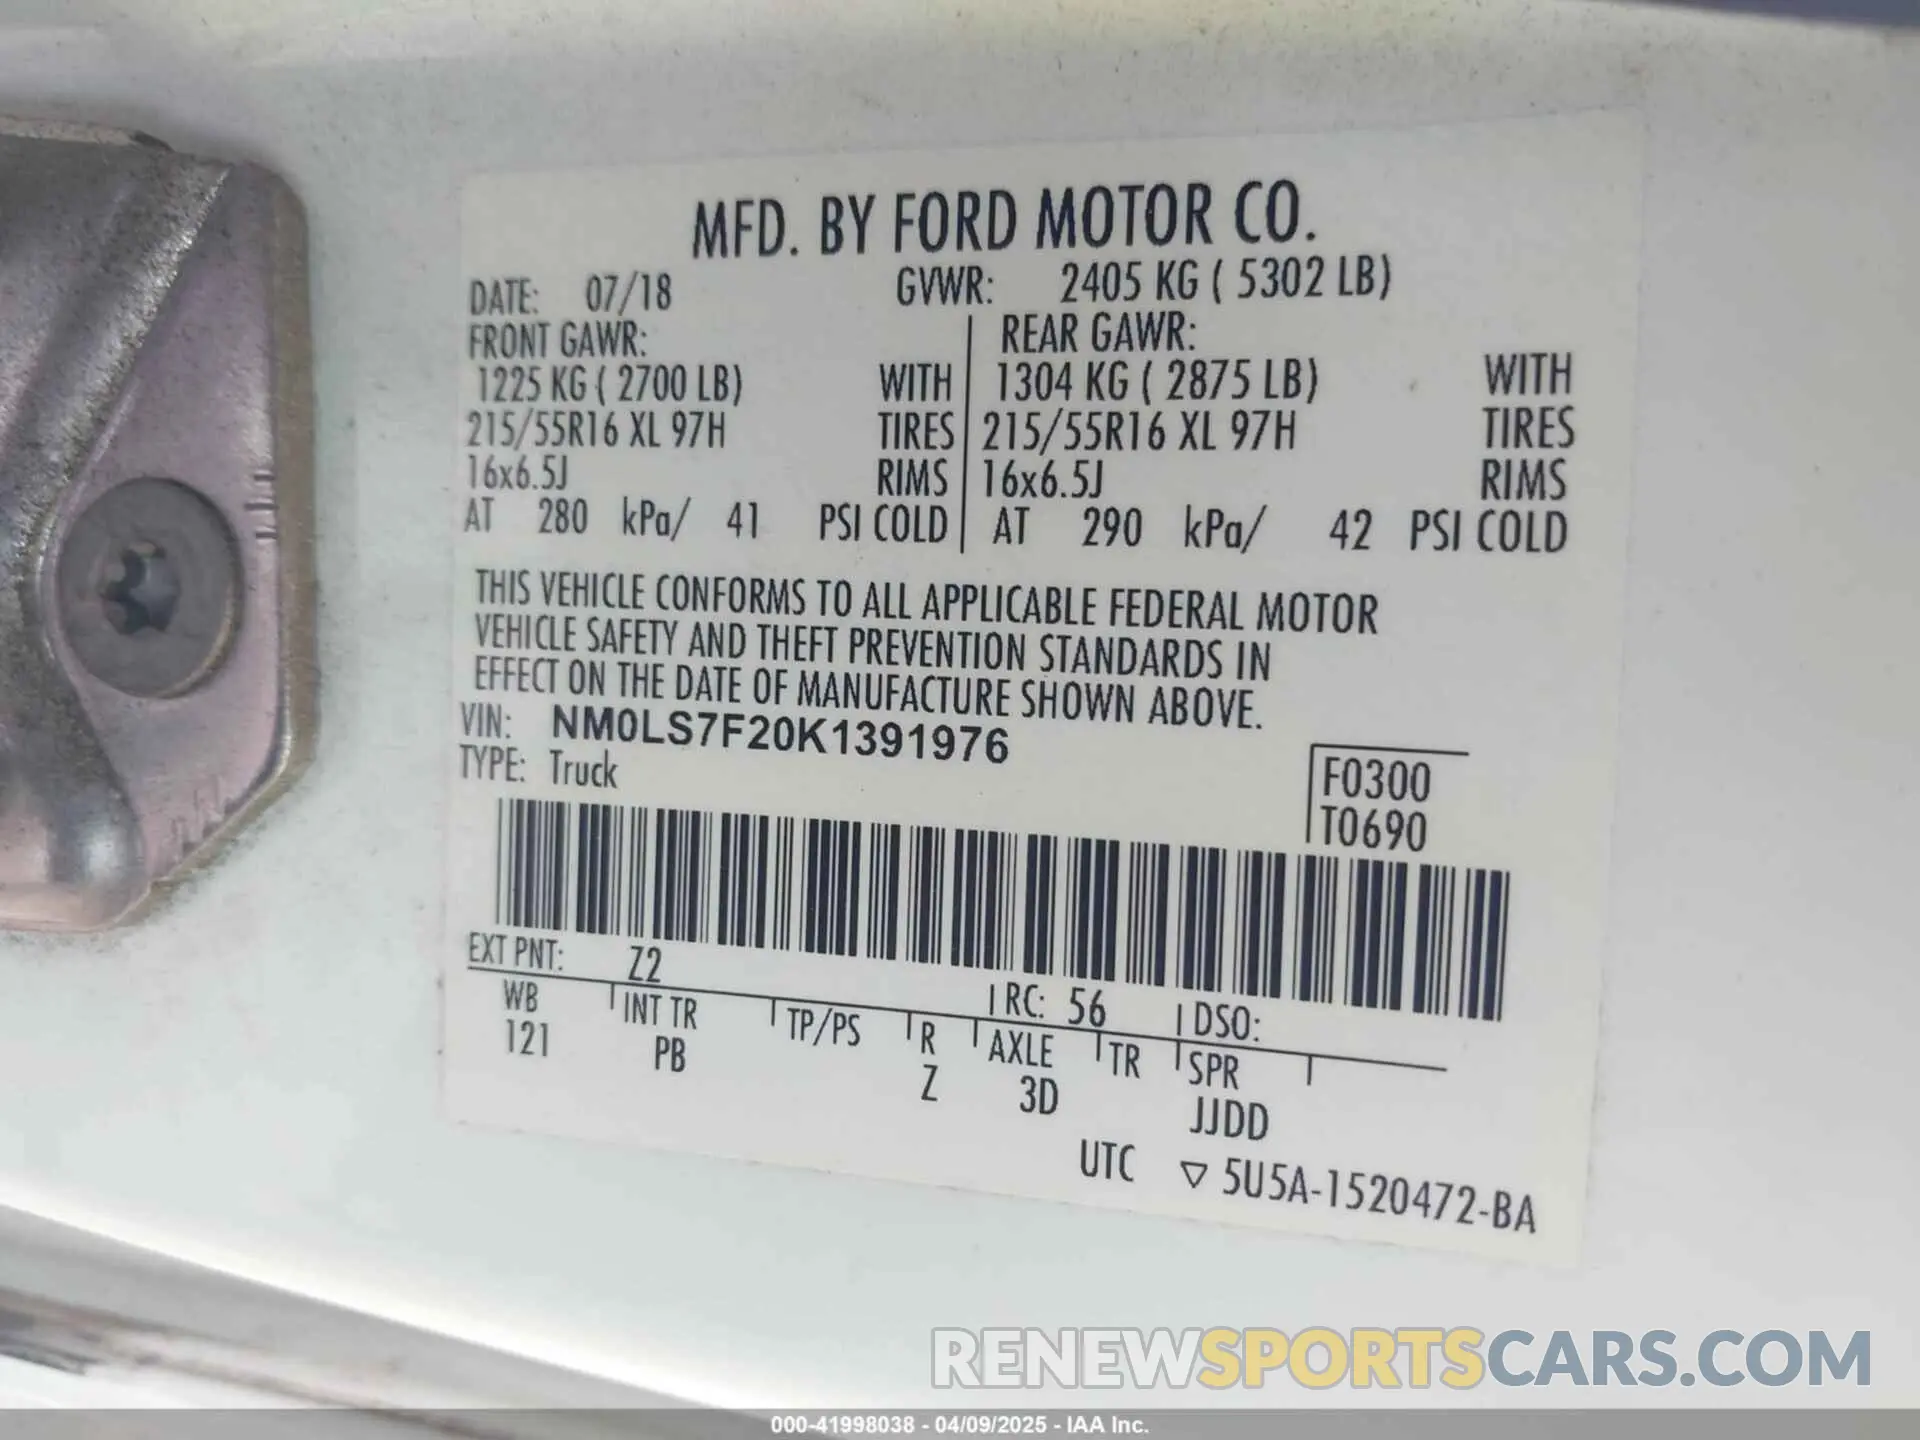 MFD. BY FORD MOTOR CO.
DATE: 07/18 GVWR: 2405 KG ( 5302 LB)
FRONT GAWR: REAR GAWR:
1225 KG ( 2700 LB) WITH 1304 KG ( 2875 LB) WITH
215/55R16 XL 97H TIRES 215/55R16 XL 97H TIRES
16x6.5J RIMS 16x6.5J RIMS
AT 280 kPa/ 41 PSI COLD AT 290 kPa/ 42 PSI COLD
THIS VEHICLE CONFORMS TO ALL APPLICABLE FEDERAL MOTOR
VEHICLE SAFETY AND THEFT PREVENTION STANDARDS IN
EFFECT ON THE DATE OF MANUFACTURE SHOWN ABOVE.
VIN: NM0LS7F20K1391976
TYPE: Truck
F0300
T0690
EXT PNT: Z2 RC: 56 DSO:
WB INT TR TP/PS R AXLE TR SPR
121 PB Z 3D JJDD
UTC ▽ 5U5A-1520472-BA
RENEWSPORTSCARS.COM
000-41998038 - 04/09/2025 - IAA Inc.